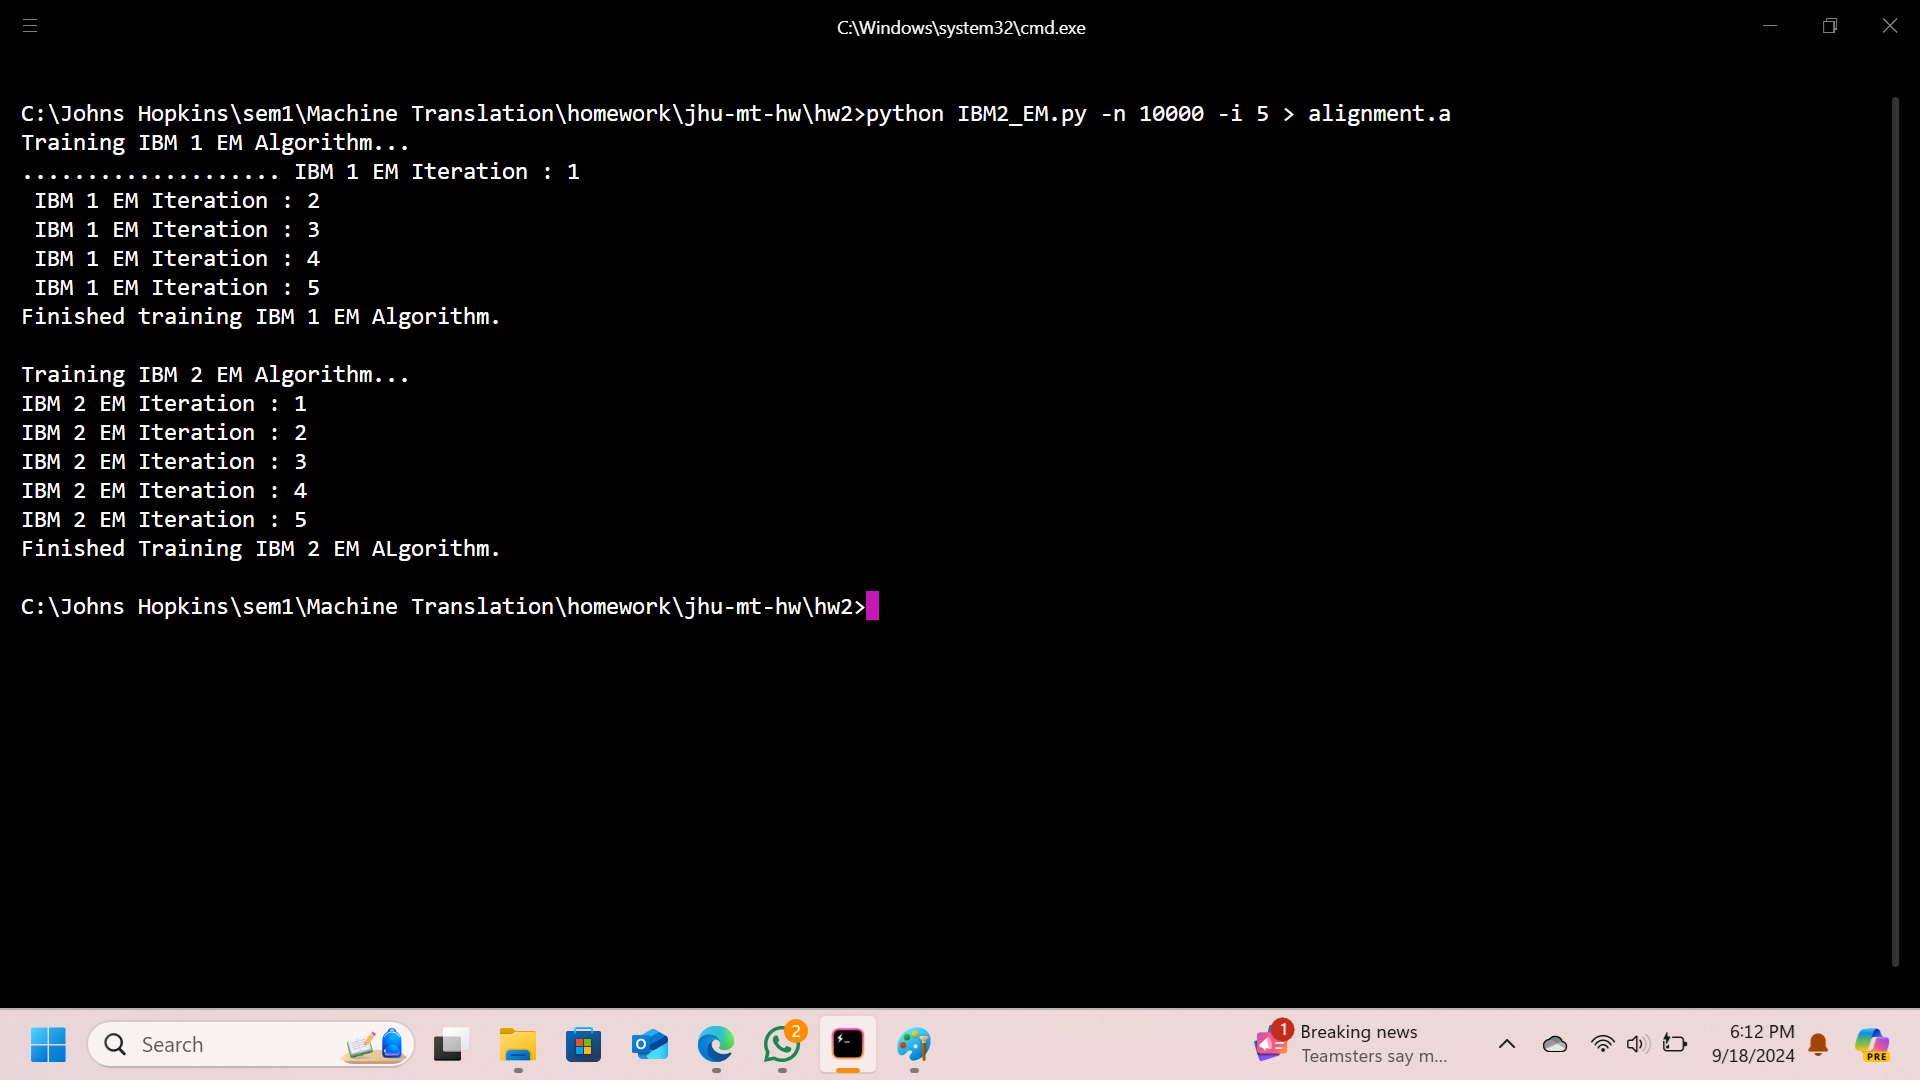 C:\Windows\system32\cmd.exe
C:\Johns Hopkins\sem1\Machine Translation\homework\jhu-mt-hw\hw2>python IBM2_EM.py -n 10000 -i 5 > alignment.a
Training IBM 1 EM Algorithm...
.................... IBM 1 EM Iteration : 1
 IBM 1 EM Iteration : 2
 IBM 1 EM Iteration : 3
 IBM 1 EM Iteration : 4
 IBM 1 EM Iteration : 5
Finished training IBM 1 EM Algorithm.
Training IBM 2 EM Algorithm...
IBM 2 EM Iteration : 1
IBM 2 EM Iteration : 2
IBM 2 EM Iteration : 3
IBM 2 EM Iteration : 4
IBM 2 EM Iteration : 5
Finished Training IBM 2 EM ALgorithm.
C:\Johns Hopkins\sem1\Machine Translation\homework\jhu-mt-hw\hw2>
Search
2
1
Breaking news
Teamsters say m...
6:12 PM
9/18/2024
PRE